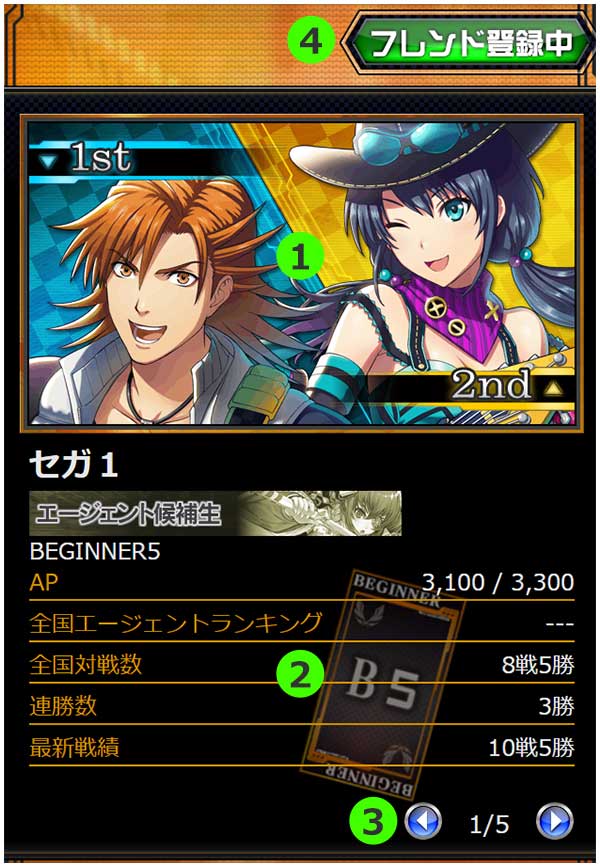 4 フレンド登録中
1st
1
2nd
セガ１
エージェント候補生
BEGINNER5
AP 3,100 / 3,300
全国エージェントランキング ---
全国対戦数 8戦5勝
連勝数 3勝
最新戦績 10戦5勝
2
BEGINNER
B5
BEGINNER
3 1/5